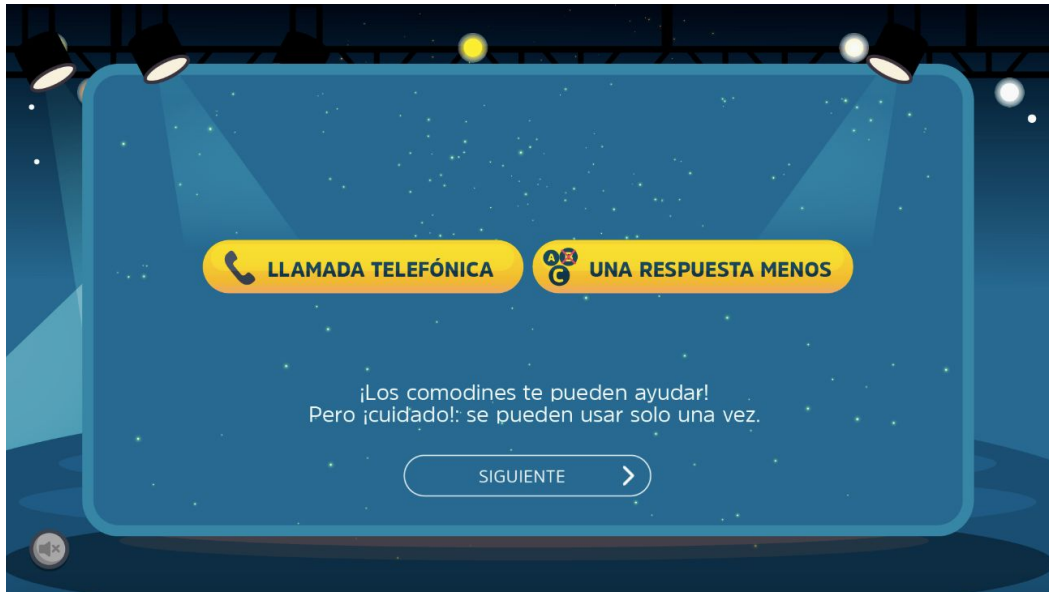 LLAMADA TELEFÓNICA
A
C
UNA RESPUESTA MENOS
¡Los comodines te pueden ayudar!
Pero ¡cuidado!: se pueden usar solo una vez.
SIGUIENTE